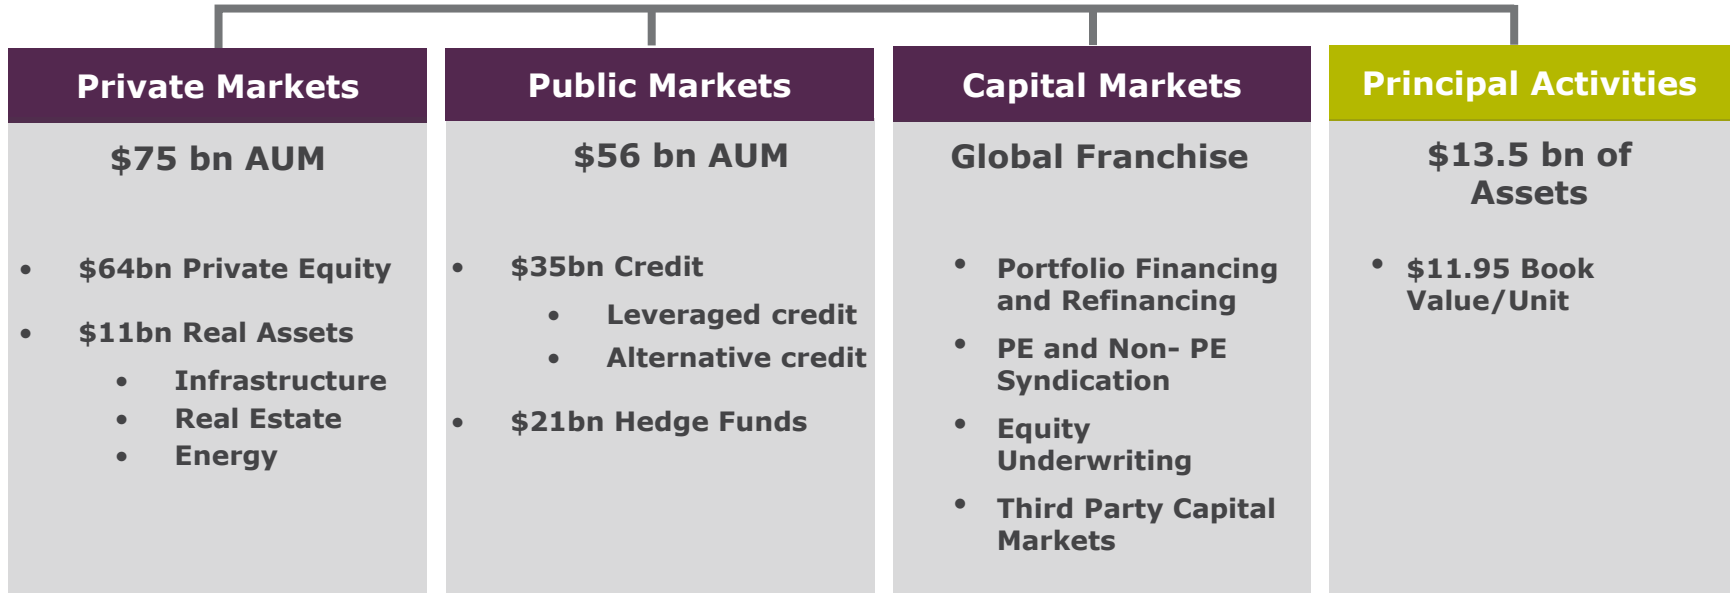 Private Markets
$75 bn AUM
• $64bn Private Equity
• $11bn Real Assets
• Infrastructure
• Real Estate
• Energy
Public Markets
$56 bn AUM
• $35bn Credit
• Leveraged credit
• Alternative credit
• $21bn Hedge Funds
Capital Markets
Global Franchise
• Portfolio Financing
and Refinancing
• PE and Non- PE
Syndication
• Equity
Underwriting
• Third Party Capital
Markets
Principal Activities
$13.5 bn of
Assets
• $11.95 Book
Value/Unit